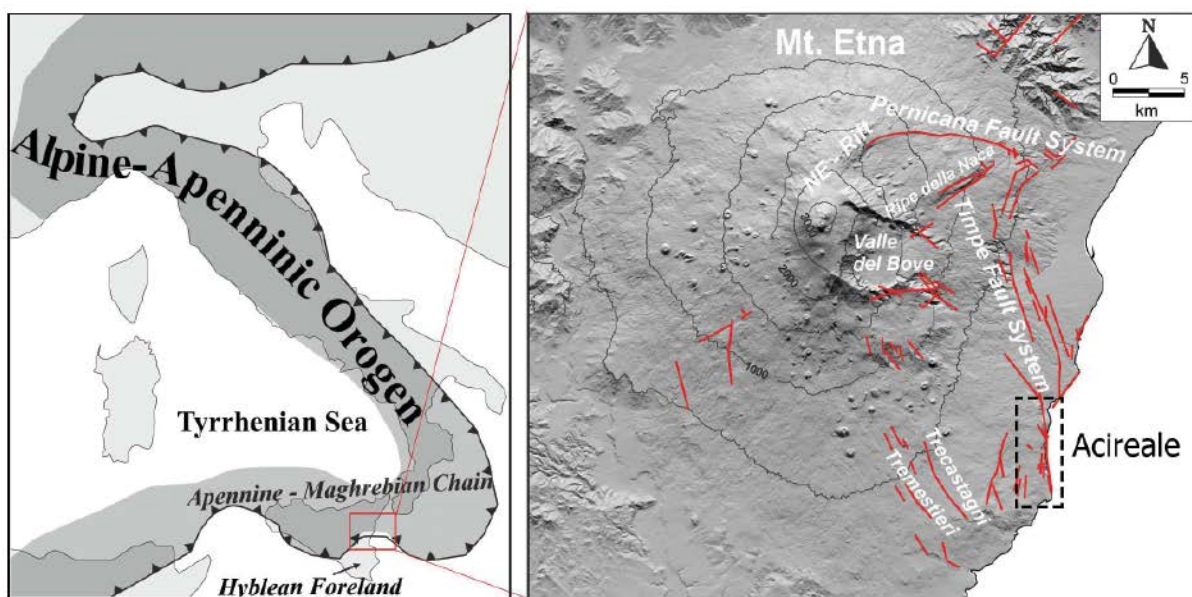 Alpine-Apenninic Orogen
Tyrrhenian Sea
Apennine - Maghrebian Chain
Hyblean Foreland
Mt. Etna
N
0 5
km
Pernicana Fault System
NE - Rift
Ripe della Naca
Timpe Fault System
Valle
del Bove
2000
1000
Trecastagni
Tremestieri
Acireale